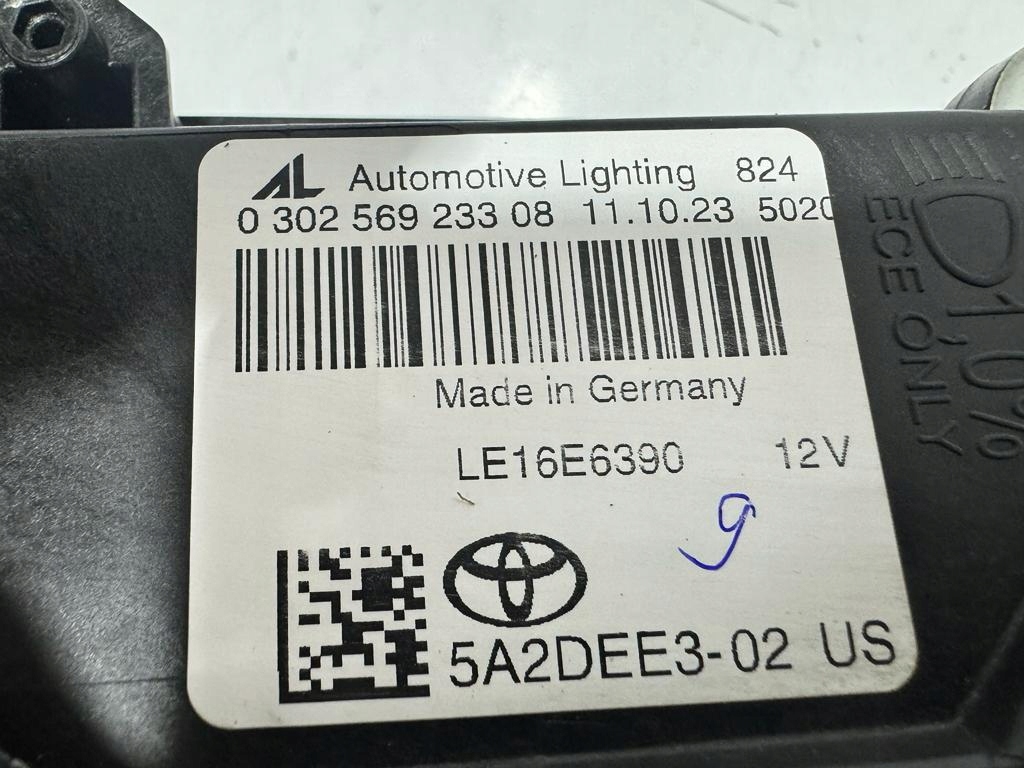 AL Automotive Lighting 824
0 302 569 233 08 11.10.23 5020
Made in Germany
LE16E6390 12V
9
5A2DEE3-02 US
1,0%
ECE ONLY